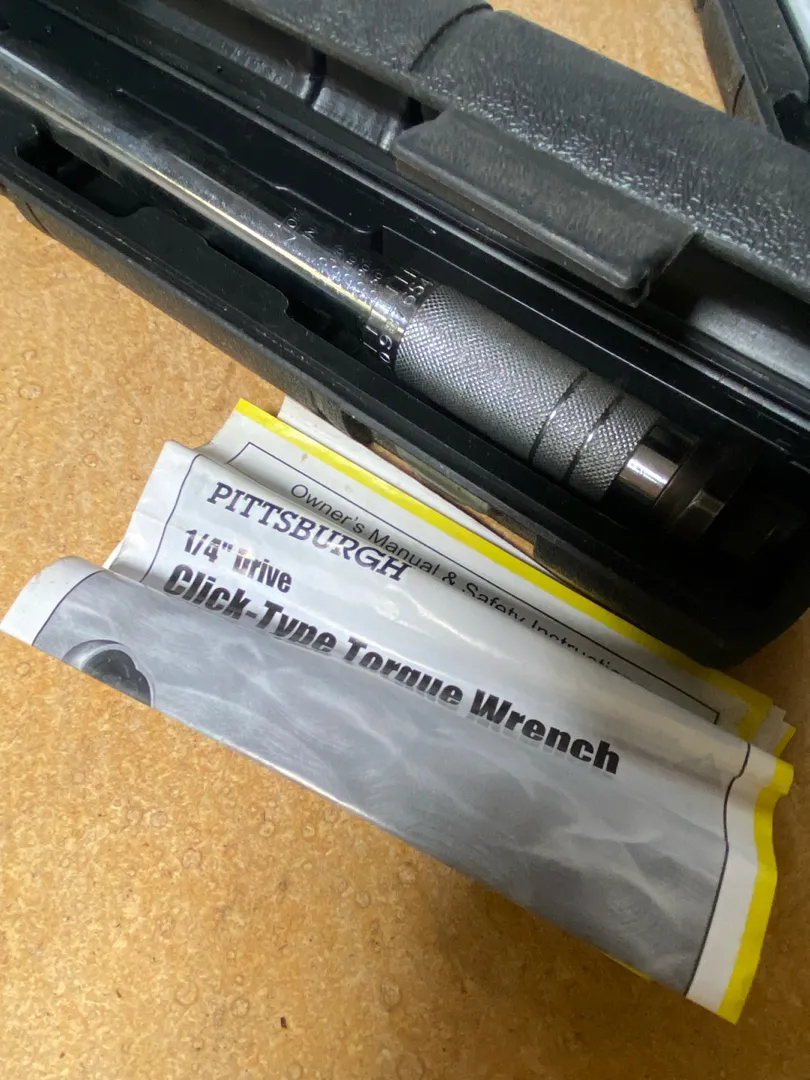 Owner's Manual & Safety Instructions
PITTSBURGH
1/4" Drive
Click-Type Torque Wrench